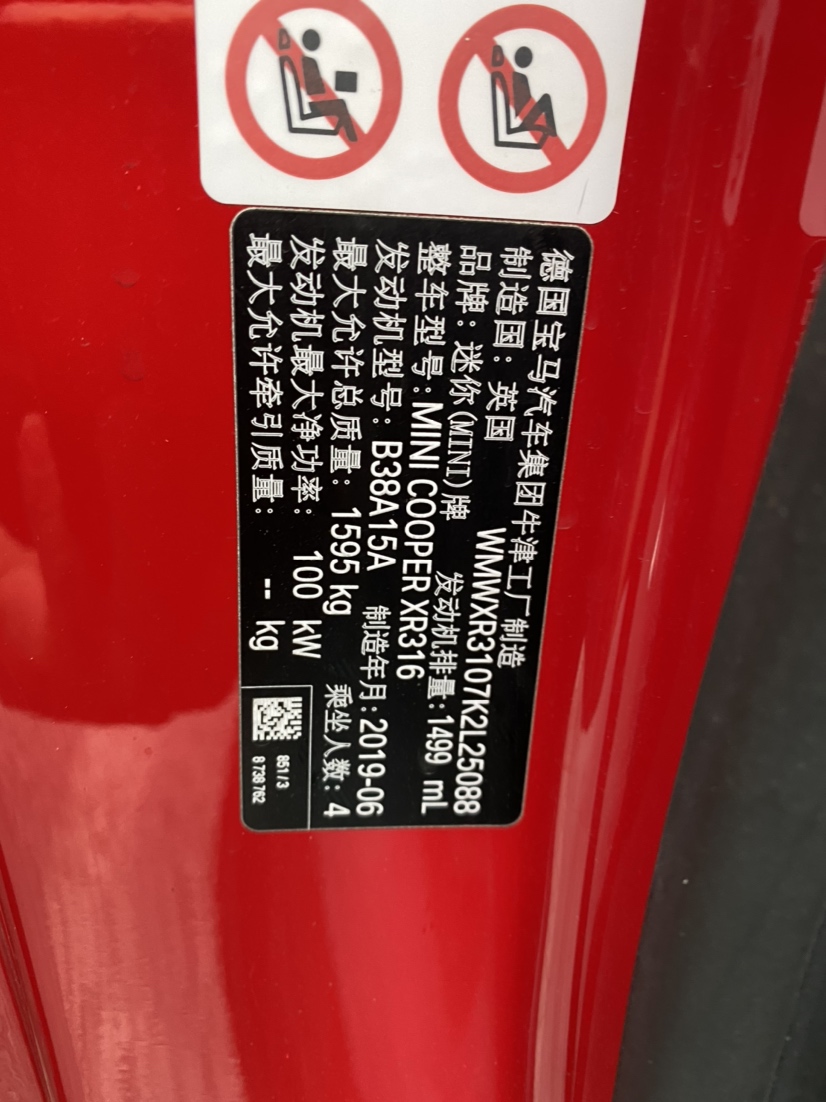 德国宝马汽车集团牛津工厂制造
制造国：英国 WMWXR3107K2L25088
品牌：迷你(MINI)牌 发动机排量：1499 mL
整车型号：MINI COOPER XR316
发动机型号：B38A15A 制造年月：2019-06
最大允许总质量：1595 kg 乘坐人数：4
发动机最大净功率：100 kW
最大允许牵引质量：-- kg
851/3
8 738 762